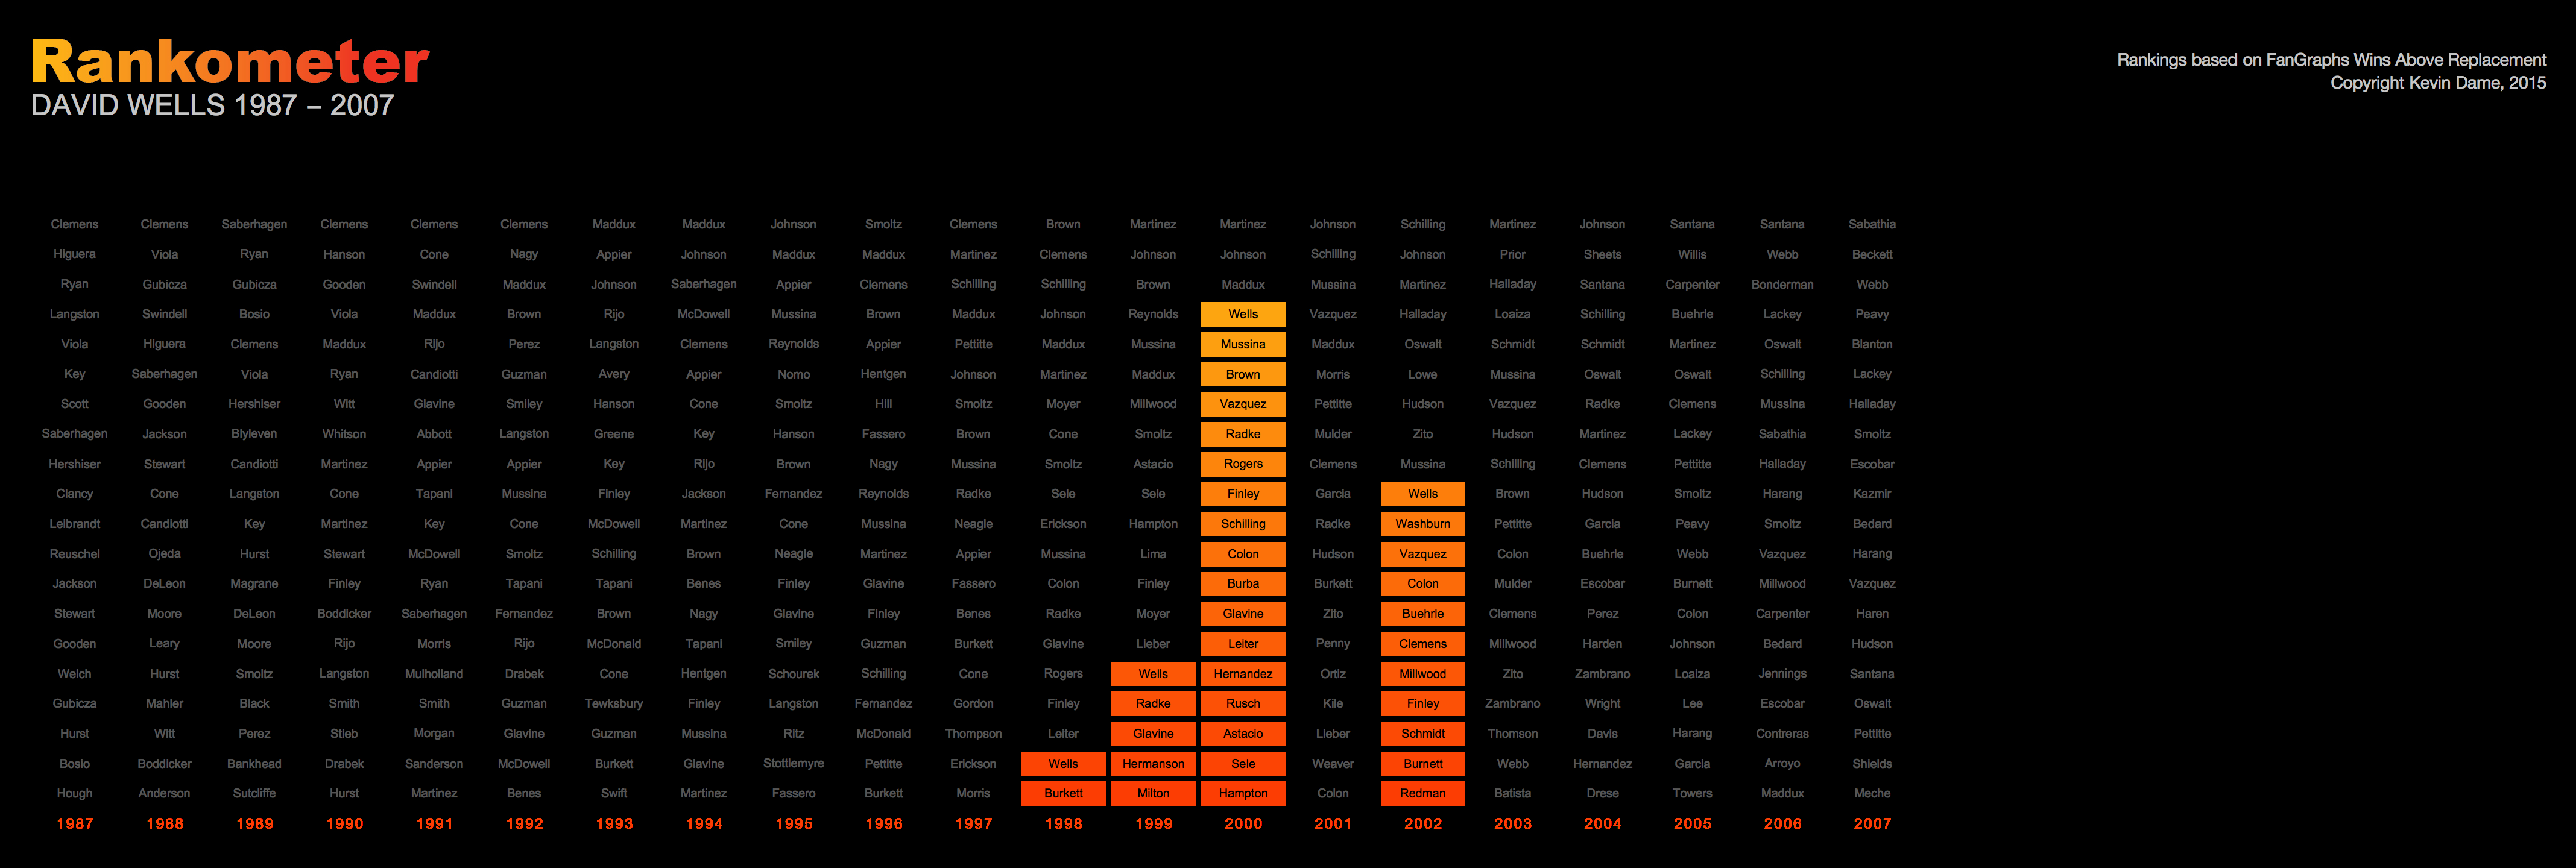 Rankometer
DAVID WELLS 1987 – 2007
Rankings based on FanGraphs Wins Above Replacement
Copyright Kevin Dame, 2015
Clemens Clemens Saberhagen Clemens Clemens Clemens Maddux Maddux Johnson Smoltz Clemens Brown Martinez Martinez Johnson Schilling Martinez Johnson Santana Santana Sabathia
Higuera Viola Ryan Hanson Cone Nagy Appier Johnson Maddux Maddux Martinez Clemens Johnson Johnson Schilling Johnson Prior Sheets Willis Webb Beckett
Ryan Gubicza Gubicza Gooden Swindell Maddux Johnson Saberhagen Appier Clemens Schilling Schilling Brown Maddux Mussina Martinez Halladay Santana Carpenter Bonderman Webb
Langston Swindell Bosio Viola Maddux Brown Rijo McDowell Mussina Brown Maddux Johnson Reynolds Wells Vazquez Halladay Loaiza Schilling Buehrle Lackey Peavy
Viola Higuera Clemens Maddux Rijo Perez Langston Clemens Reynolds Appier Pettitte Maddux Mussina Mussina Maddux Oswalt Schmidt Schmidt Martinez Oswalt Blanton
Key Saberhagen Viola Ryan Candiotti Guzman Avery Appier Nomo Hentgen Johnson Martinez Maddux Brown Morris Lowe Mussina Oswalt Oswalt Schilling Lackey
Scott Gooden Hershiser Witt Glavine Smiley Hanson Cone Smoltz Hill Smoltz Moyer Millwood Vazquez Pettitte Hudson Vazquez Radke Clemens Mussina Halladay
Saberhagen Jackson Blyleven Whitson Abbott Langston Greene Key Hanson Fassero Brown Cone Smoltz Radke Mulder Zito Hudson Martinez Lackey Sabathia Smoltz
Hershiser Stewart Candiotti Martinez Appier Appier Key Rijo Brown Nagy Mussina Smoltz Astacio Rogers Clemens Mussina Schilling Clemens Pettitte Halladay Escobar
Clancy Cone Langston Cone Tapani Mussina Finley Jackson Fernandez Reynolds Radke Sele Sele Finley Garcia Wells Brown Hudson Smoltz Harang Kazmir
Leibrandt Candiotti Key Martinez Key Cone McDowell Martinez Cone Mussina Neagle Erickson Hampton Schilling Radke Washburn Pettitte Garcia Peavy Smoltz Bedard
Reuschel Ojeda Hurst Stewart McDowell Smoltz Schilling Brown Neagle Martinez Appier Mussina Lima Colon Hudson Vazquez Colon Buehrle Webb Vazquez Harang
Jackson DeLeon Magrane Finley Ryan Tapani Tapani Benes Finley Glavine Fassero Colon Finley Burba Burkett Colon Mulder Escobar Burnett Millwood Vazquez
Stewart Moore DeLeon Boddicker Saberhagen Fernandez Brown Nagy Glavine Finley Benes Radke Moyer Glavine Zito Buehrle Clemens Perez Colon Carpenter Haren
Gooden Leary Moore Rijo Morris Rijo McDonald Tapani Smiley Guzman Burkett Glavine Lieber Leiter Penny Clemens Millwood Harden Johnson Bedard Hudson
Welch Hurst Smoltz Langston Mulholland Drabek Cone Hentgen Schourek Schilling Cone Rogers Wells Hernandez Ortiz Millwood Zito Zambrano Loaiza Jennings Santana
Gubicza Mahler Black Smith Smith Guzman Tewksbury Finley Langston Fernandez Gordon Finley Radke Rusch Kile Finley Zambrano Wright Lee Escobar Oswalt
Hurst Witt Perez Stieb Morgan Glavine Guzman Mussina Ritz McDonald Thompson Leiter Glavine Astacio Lieber Schmidt Thomson Davis Harang Contreras Pettitte
Bosio Boddicker Bankhead Drabek Sanderson McDowell Burkett Glavine Stottlemyre Pettitte Erickson Wells Hermanson Sele Weaver Burnett Webb Hernandez Garcia Arroyo Shields
Hough Anderson Sutcliffe Hurst Martinez Benes Swift Martinez Fassero Burkett Morris Burkett Milton Hampton Colon Redman Batista Drese Towers Maddux Meche
1987 1988 1989 1990 1991 1992 1993 1994 1995 1996 1997 1998 1999 2000 2001 2002 2003 2004 2005 2006 2007